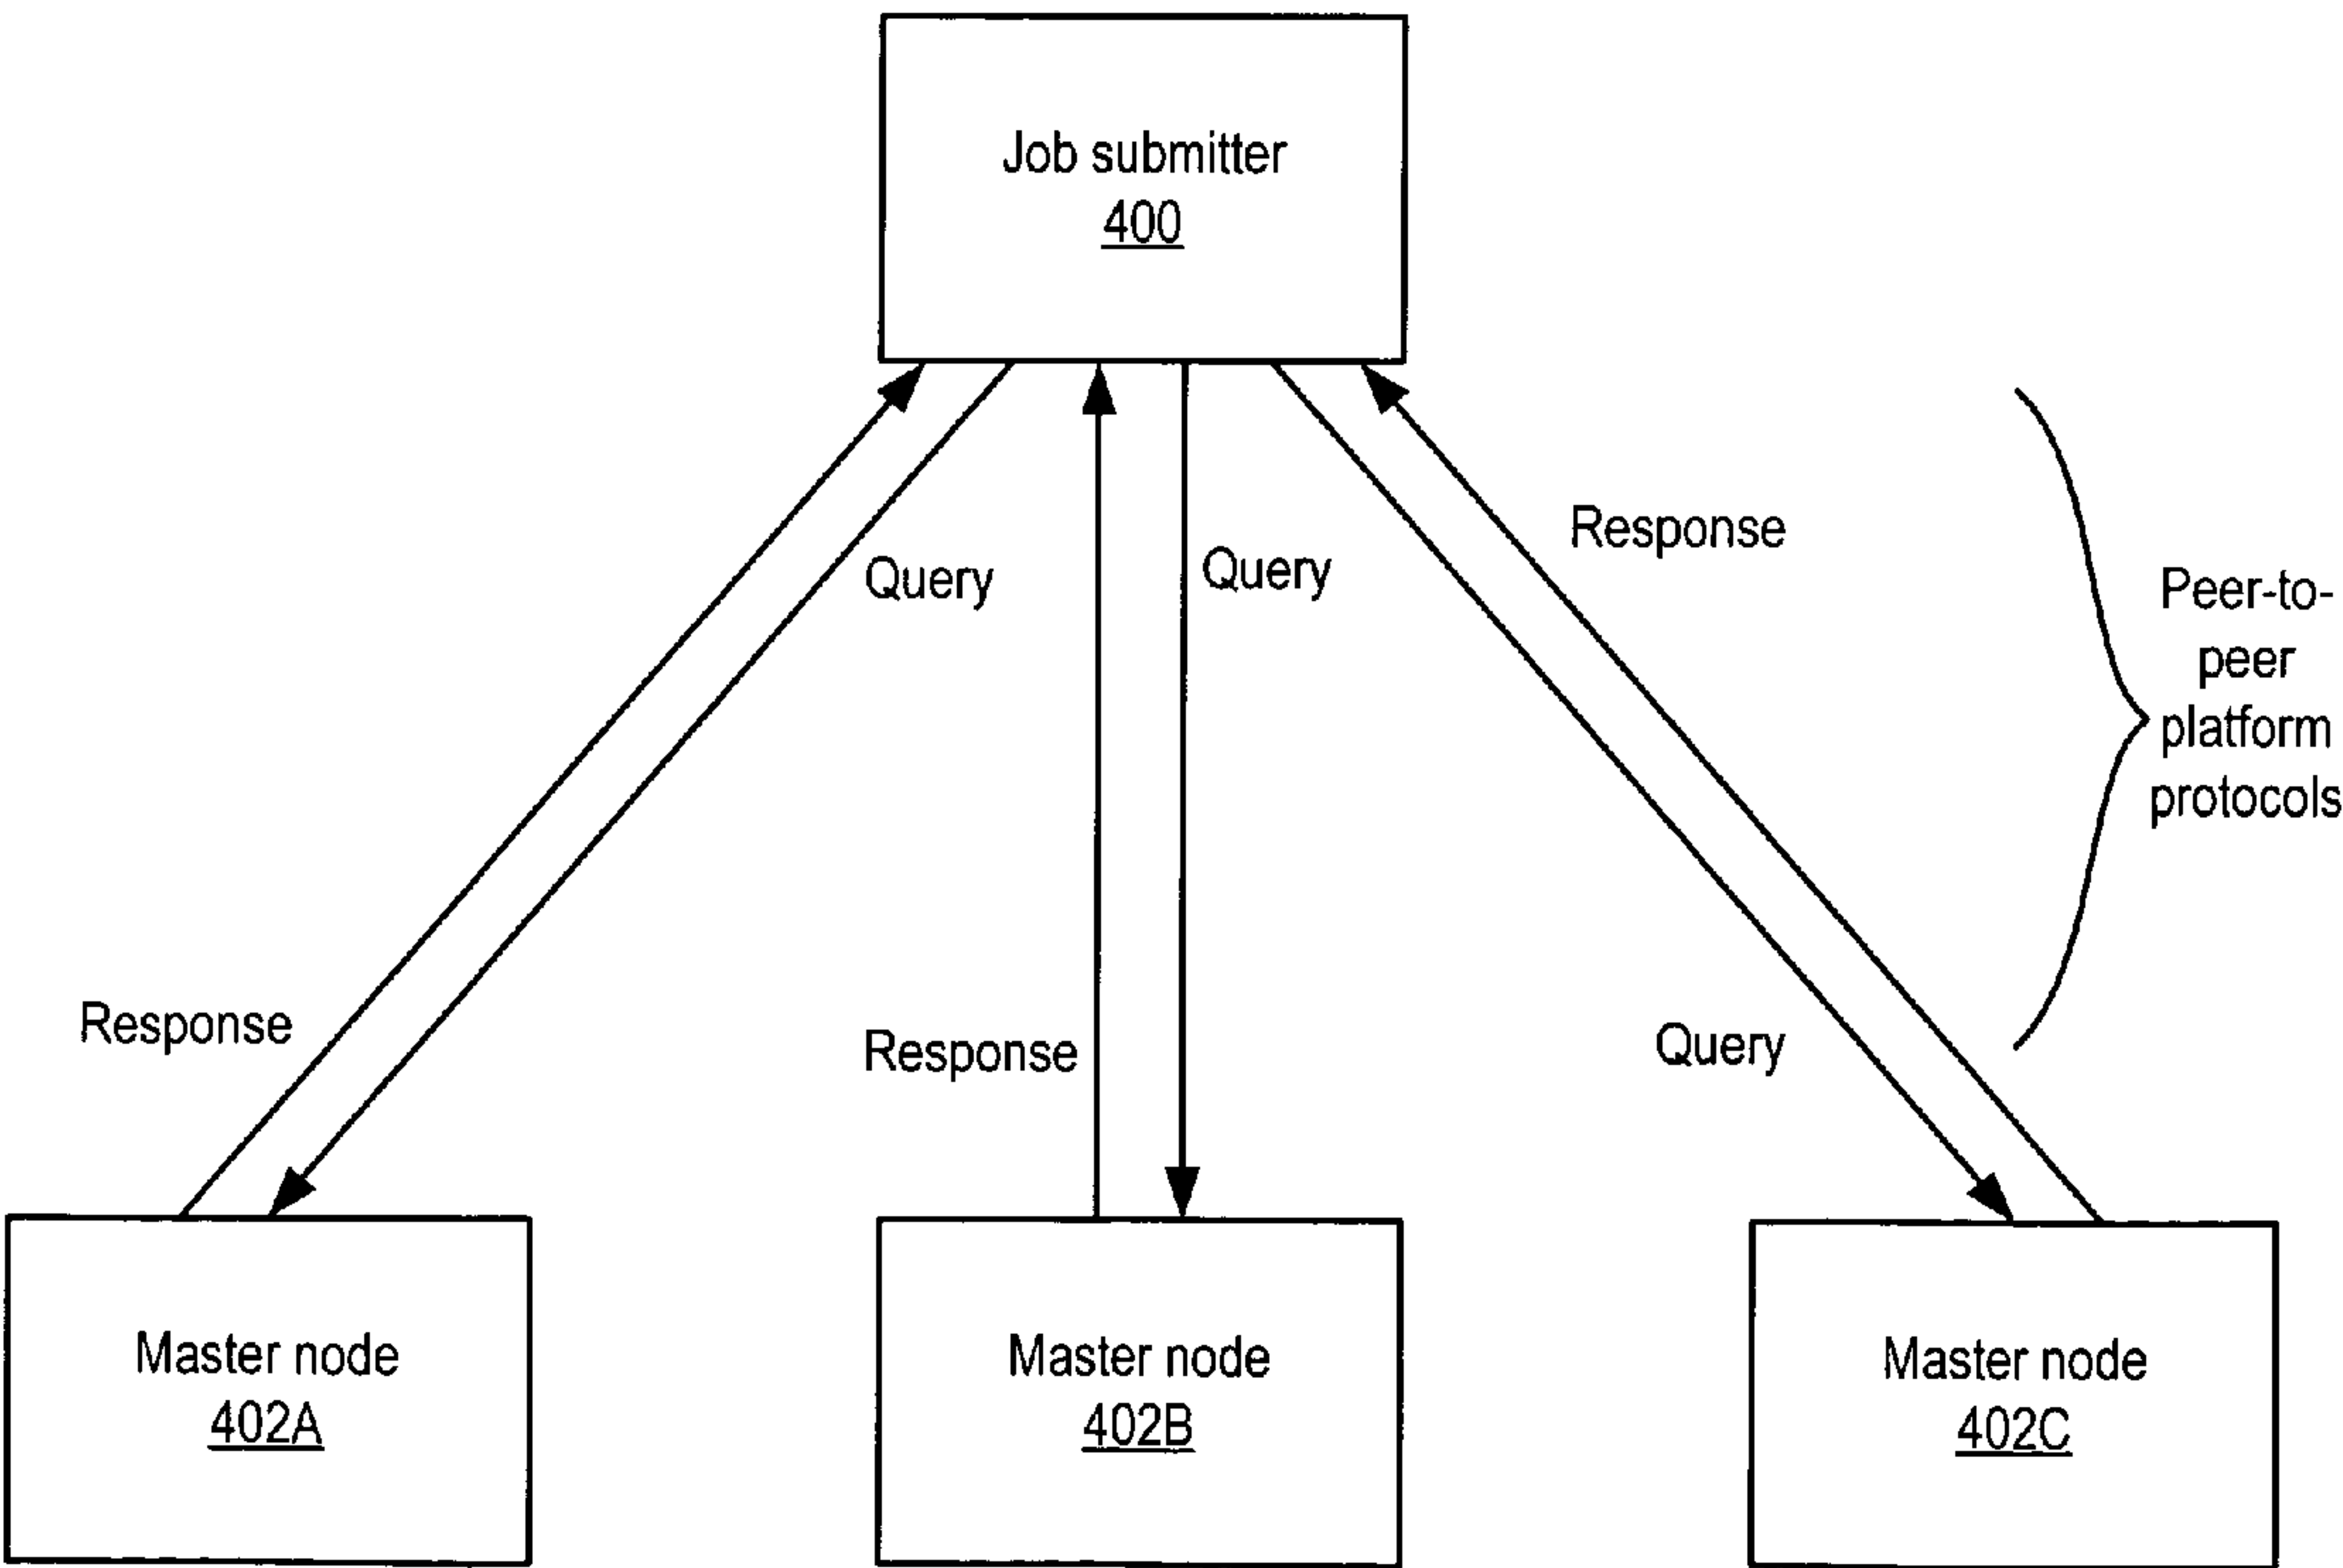 Job submitter
400
Response
Query
Query
Peer-to-
peer
platform
protocols
Response
Response
Query
Master node
402A
Master node
402B
Master node
402C